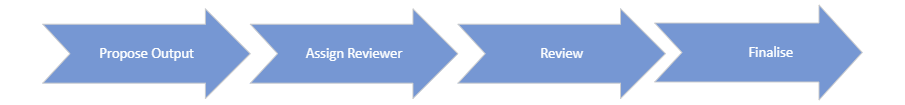 Propose Output
Assign Reviewer
Review
Finalise